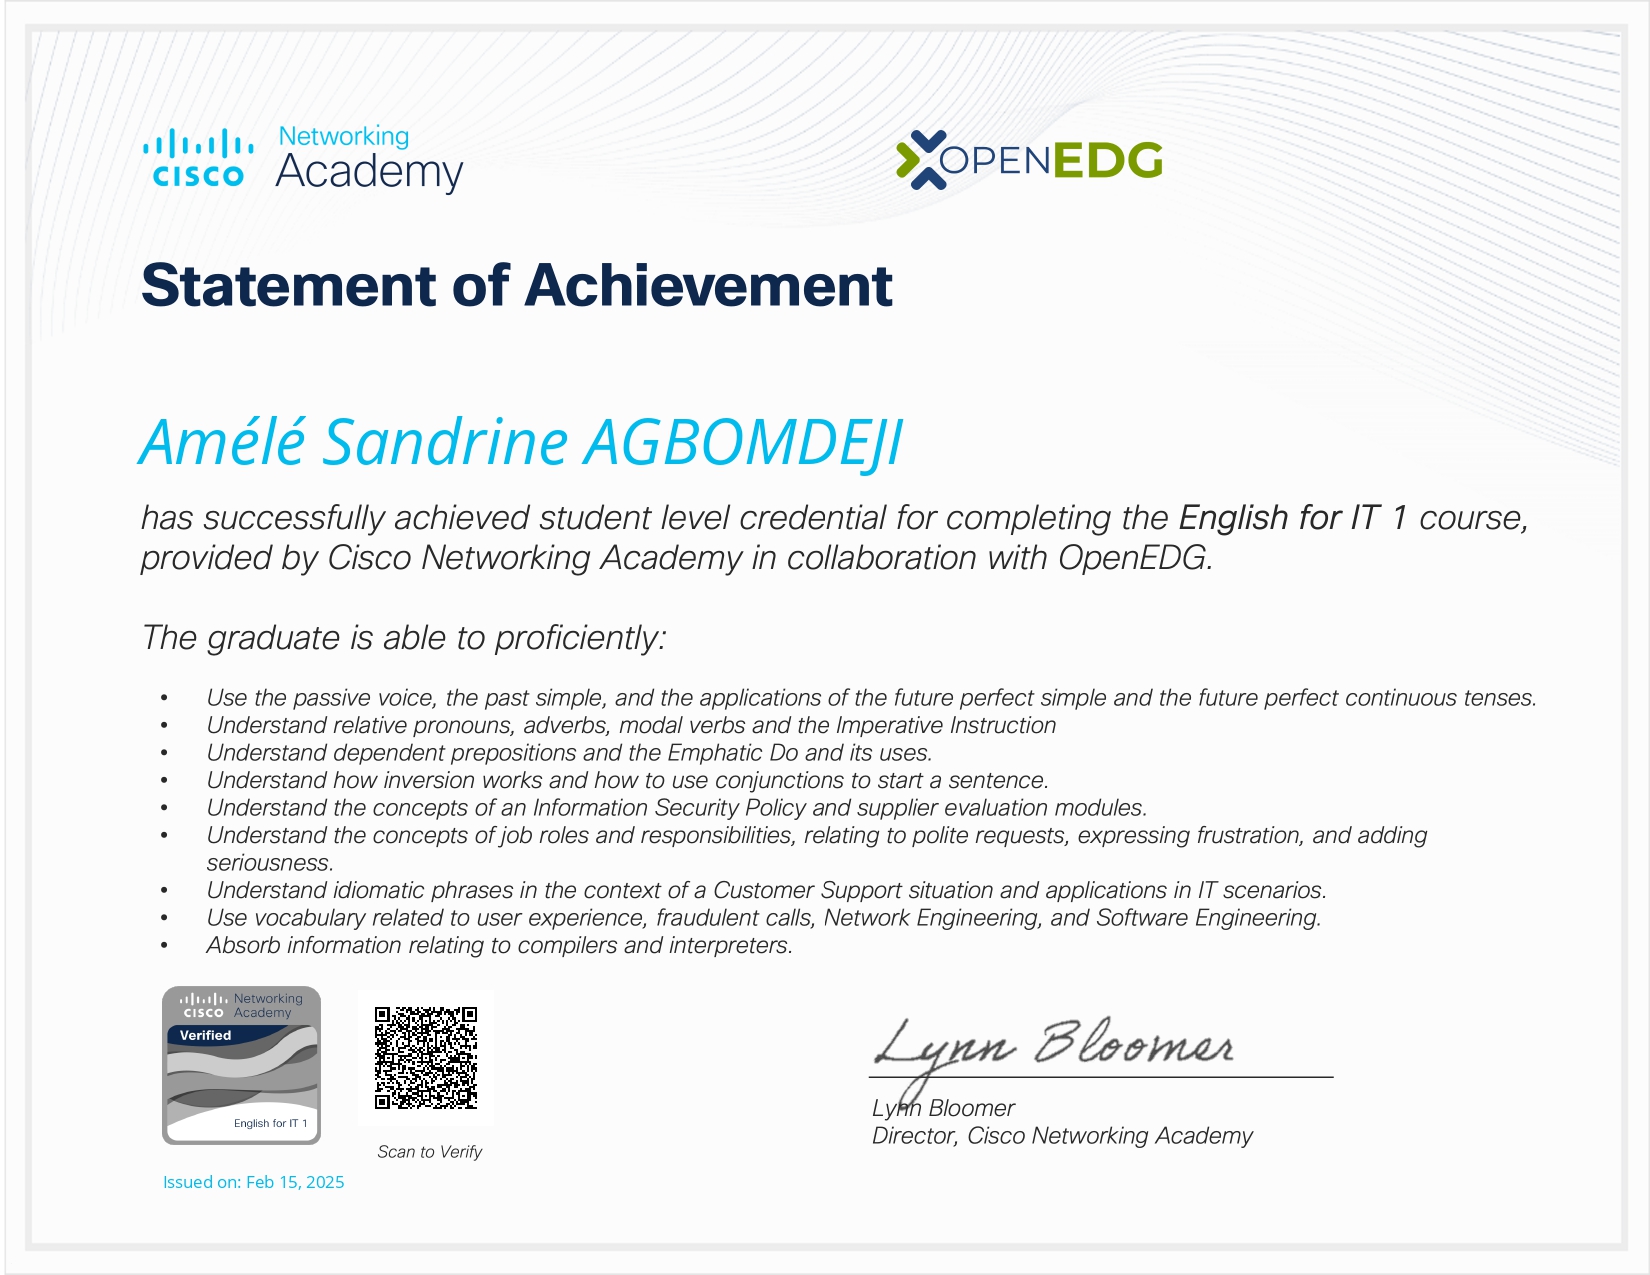 CISCO Networking Academy
OPENEDG
Statement of Achievement
Amélé Sandrine AGBOMDEJI
has successfully achieved student level credential for completing the English for IT 1 course,
provided by Cisco Networking Academy in collaboration with OpenEDG.
The graduate is able to proficiently:
• Use the passive voice, the past simple, and the applications of the future perfect simple and the future perfect continuous tenses.
• Understand relative pronouns, adverbs, modal verbs and the Imperative Instruction
• Understand dependent prepositions and the Emphatic Do and its uses.
• Understand how inversion works and how to use conjunctions to start a sentence.
• Understand the concepts of an Information Security Policy and supplier evaluation modules.
• Understand the concepts of job roles and responsibilities, relating to polite requests, expressing frustration, and adding
seriousness.
• Understand idiomatic phrases in the context of a Customer Support situation and applications in IT scenarios.
• Use vocabulary related to user experience, fraudulent calls, Network Engineering, and Software Engineering.
• Absorb information relating to compilers and interpreters.
CISCO Networking Academy
Verified
English for IT 1
Scan to Verify
Issued on: Feb 15, 2025
Lynn Bloomer
Lynn Bloomer
Director, Cisco Networking Academy